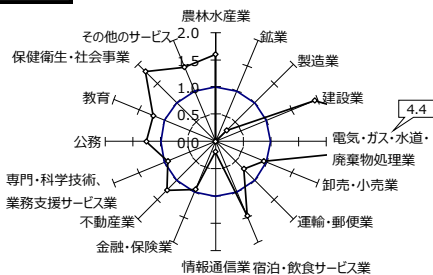 農林水産業
2.0
その他のサービス
鉱業
保健衛生・社会事業
1.5
製造業
教育
1.0
建設業
4.4
0.5
公務
0.0
電気・ガス・水道・
廃棄物処理業
専門・科学技術、
業務支援サービス業
卸売・小売業
不動産業
運輸・郵便業
金融・保険業
情報通信業
宿泊・飲食サービス業